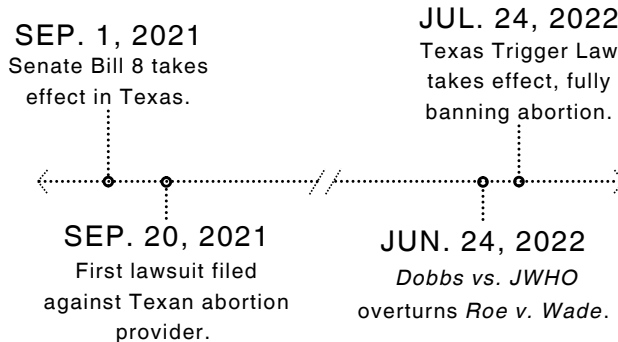 SEP. 1, 2021
Senate Bill 8 takes
effect in Texas.
JUL. 24, 2022
Texas Trigger Law
takes effect, fully
banning abortion.
SEP. 20, 2021
First lawsuit filed
against Texan abortion
provider.
JUN. 24, 2022
Dobbs vs. JWHO
overturns Roe v. Wade.